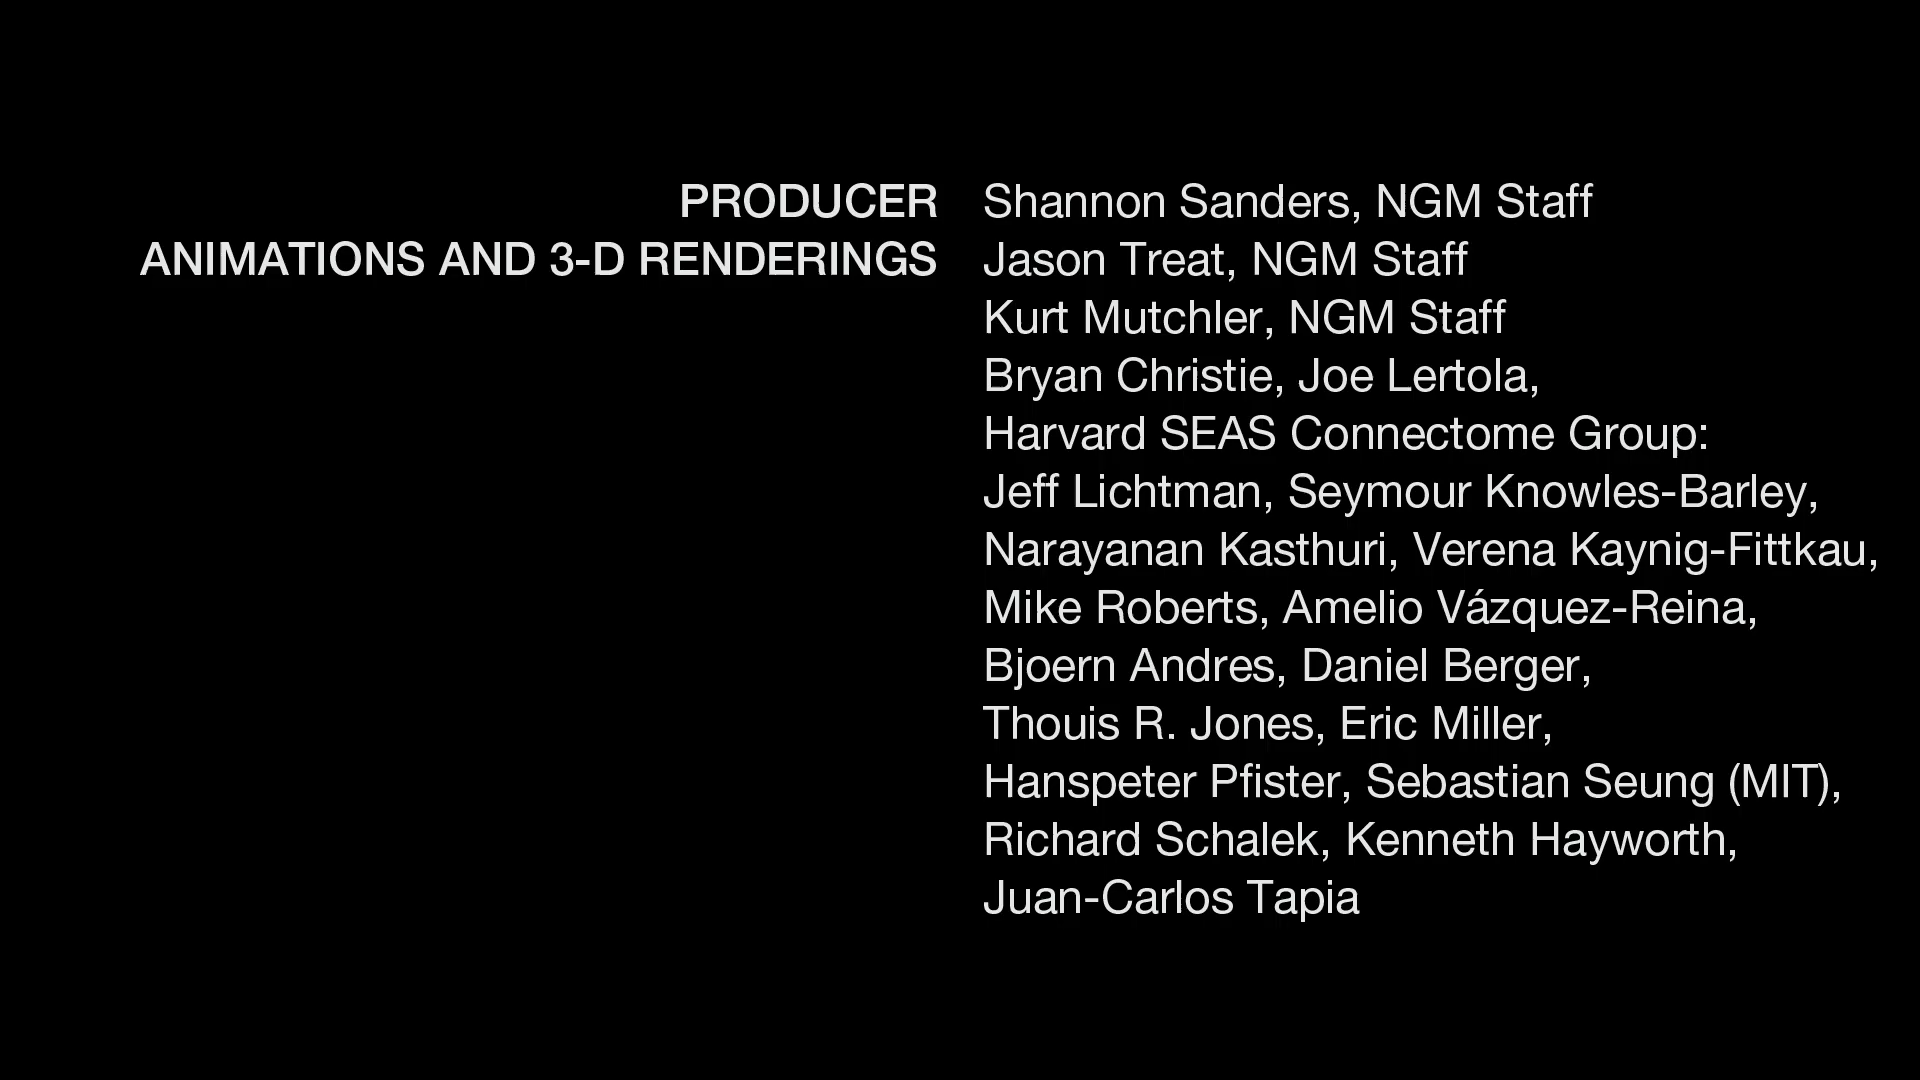 PRODUCER Shannon Sanders, NGM Staff
ANIMATIONS AND 3-D RENDERINGS Jason Treat, NGM Staff
Kurt Mutchler, NGM Staff
Bryan Christie, Joe Lertola,
Harvard SEAS Connectome Group:
Jeff Lichtman, Seymour Knowles-Barley,
Narayanan Kasthuri, Verena Kaynig-Fittkau,
Mike Roberts, Amelio Vázquez-Reina,
Bjoern Andres, Daniel Berger,
Thouis R. Jones, Eric Miller,
Hanspeter Pfister, Sebastian Seung (MIT),
Richard Schalek, Kenneth Hayworth,
Juan-Carlos Tapia